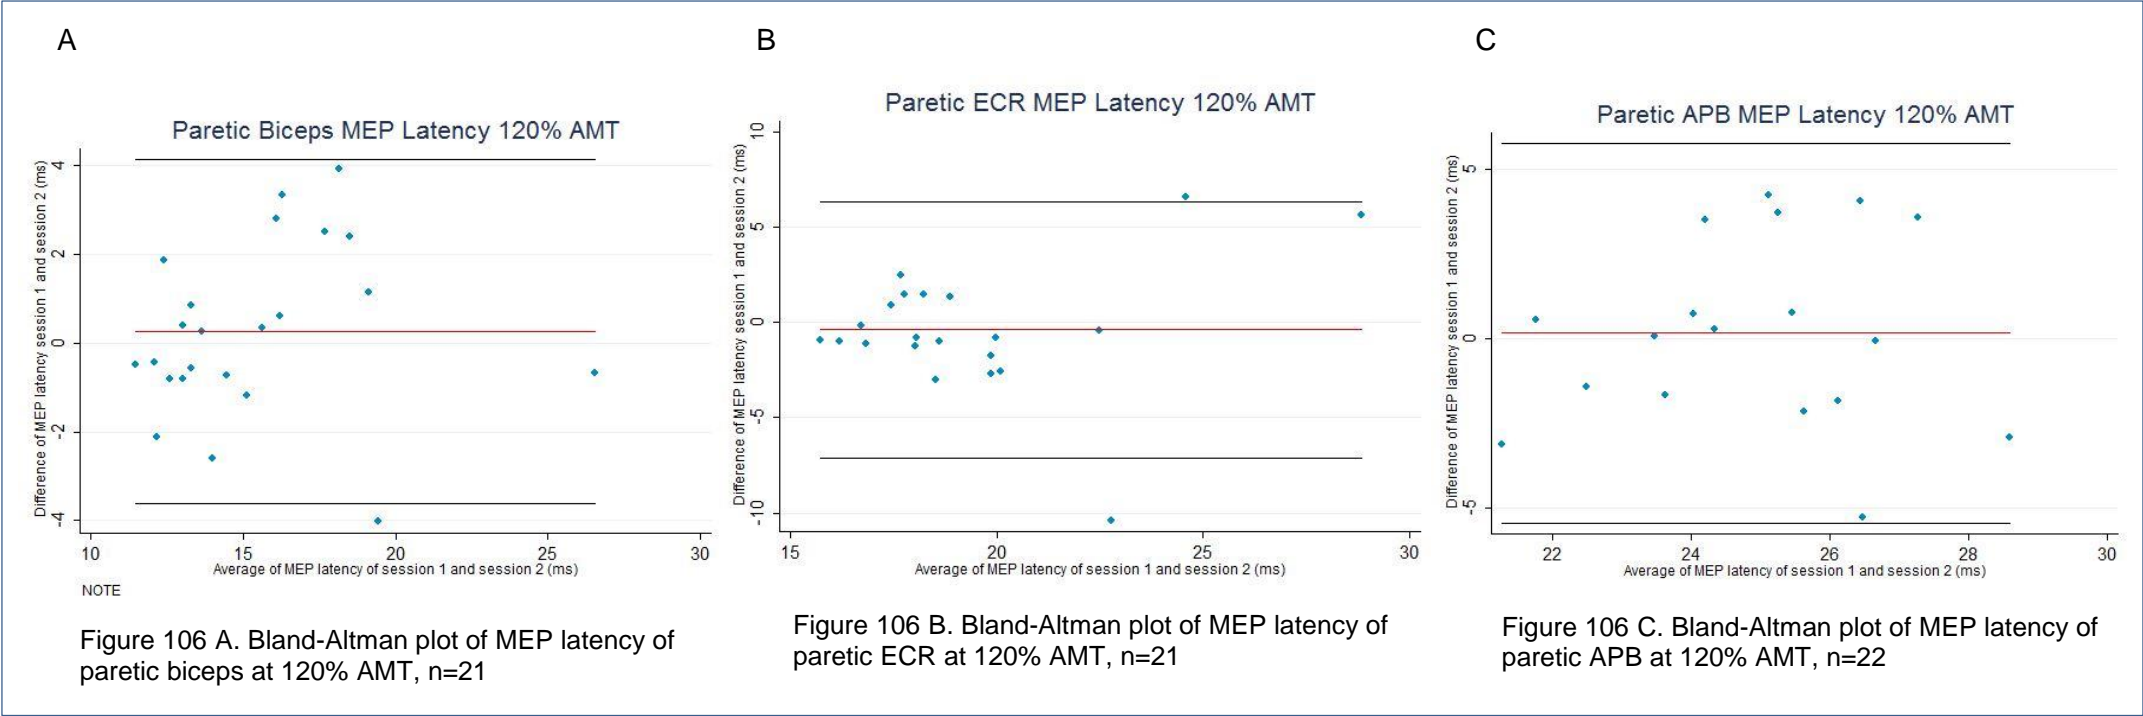 A
Paretic Biceps MEP Latency 120% AMT
Difference of MEP latency session 1 and session 2 (ms)
4
2
0
-2
-4
10 15 20 25 30
Average of MEP latency of session 1 and session 2 (ms)
NOTE
Figure 106 A. Bland-Altman plot of MEP latency of
paretic biceps at 120% AMT, n=21
B
Paretic ECR MEP Latency 120% AMT
Difference of MEP latency session 1 and session 2 (ms)
10
5
0
-5
-10
15 20 25 30
Average of MEP latency of session 1 and session 2 (ms)
Figure 106 B. Bland-Altman plot of MEP latency of
paretic ECR at 120% AMT, n=21
C
Paretic APB MEP Latency 120% AMT
Difference of MEP latency session 1 and session 2 (ms)
5
0
-5
22 24 26 28 30
Average of MEP latency of session 1 and session 2 (ms)
Figure 106 C. Bland-Altman plot of MEP latency of
paretic APB at 120% AMT, n=22